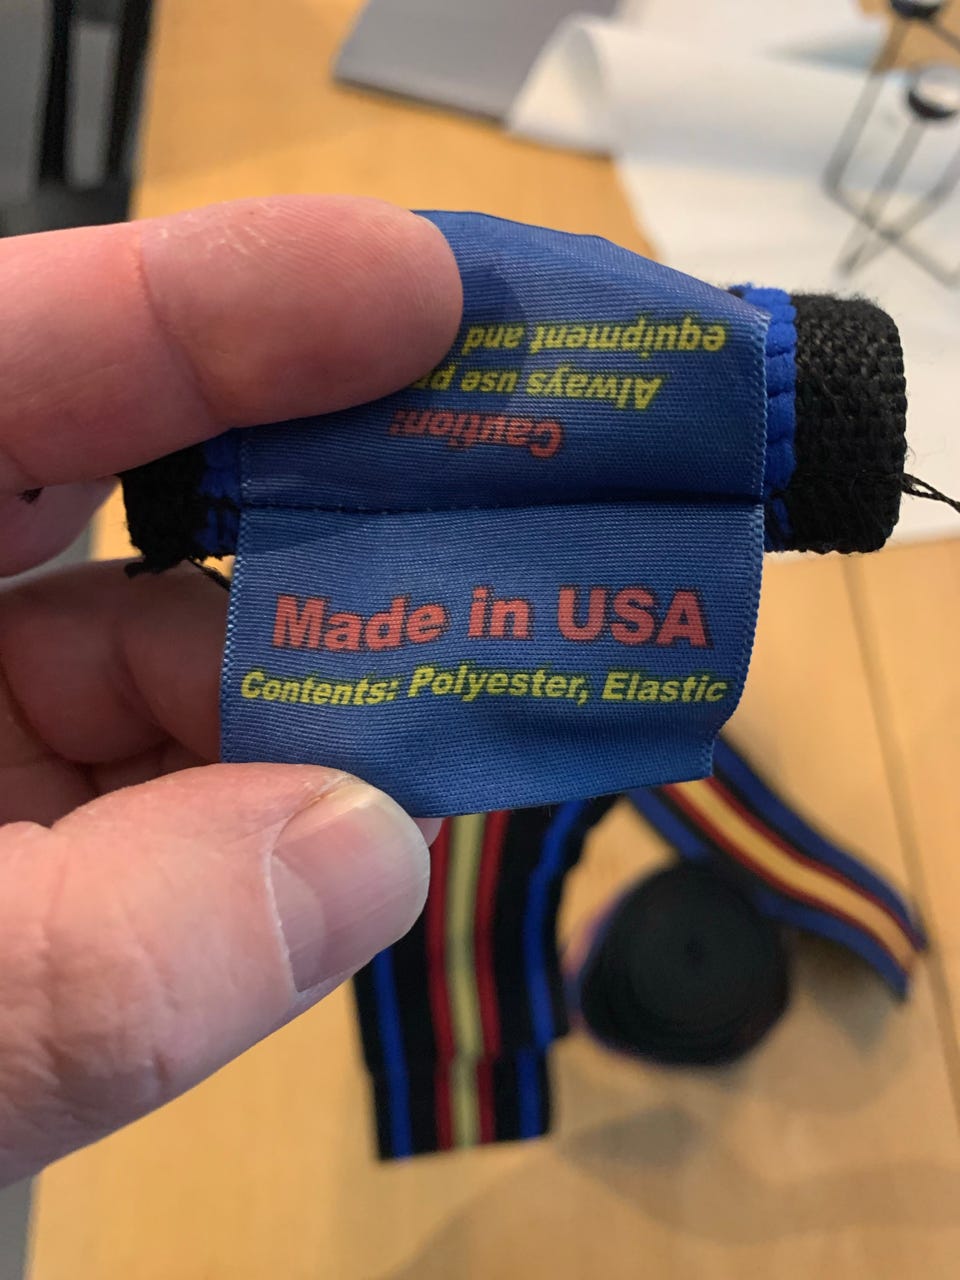 Caution:
Always use
equipment and
Made in USA
Contents: Polyester, Elastic